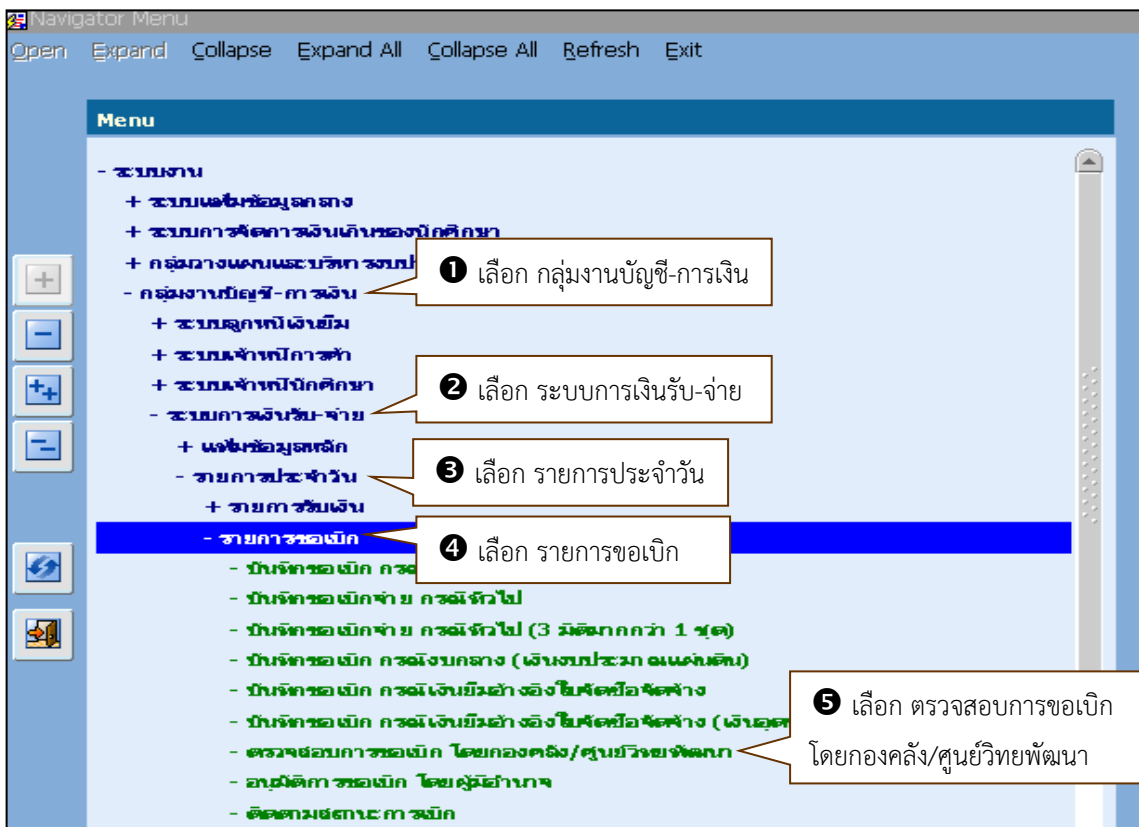 Navigator Menu
Open Expand Collapse Expand All Collapse All Refresh Exit
Menu
- ระบบงาน
+ ระบบแฟ้มข้อมูลกลาง
+ ระบบการจัดการเงินเกินของนักศึกษา
+ กลุ่มวางแผนและบริหารงบป
❶ เลือก กลุ่มงานบัญชี-การเงิน
- กลุ่มงานบัญชี-การเงิน
+ ระบบลูกหนี้เงินยืม
+ ระบบเจ้าหนี้การค้า
+ ระบบเจ้าหนี้นักศึกษา
❷ เลือก ระบบการเงินรับ-จ่าย
- ระบบการเงินรับ-จ่าย
+ แฟ้มข้อมูลหลัก
- รายการประจำวัน
❸ เลือก รายการประจำวัน
+ รายการรับเงิน
- รายการขอเบิก
❹ เลือก รายการขอเบิก
- บันทึกขอเบิก กรณ
- บันทึกขอเบิกจ่าย กรณีทั่วไป
- บันทึกขอเบิกจ่าย กรณีทั่วไป (3 มิติมากกว่า 1 ชุด)
- บันทึกขอเบิก กรณีงบกลาง (เงินงบประมาณแผ่นดิน)
- บันทึกขอเบิก กรณีเงินยืมอ้างอิงใบจัดซื้อจัดจ้าง
- บันทึกขอเบิก กรณีเงินยืมอ้างอิงใบจัดซื้อจัดจ้าง (เงินอุด
❺ เลือก ตรวจสอบการขอเบิก
โดยกองคลัง/ศูนย์วิทยพัฒนา
- ตรวจสอบการขอเบิก โดยกองคลัง/ศูนย์วิทยพัฒนา
- อนุมัติการขอเบิก โดยผู้มีอำนาจ
- ติดตามสถานะการเบิก